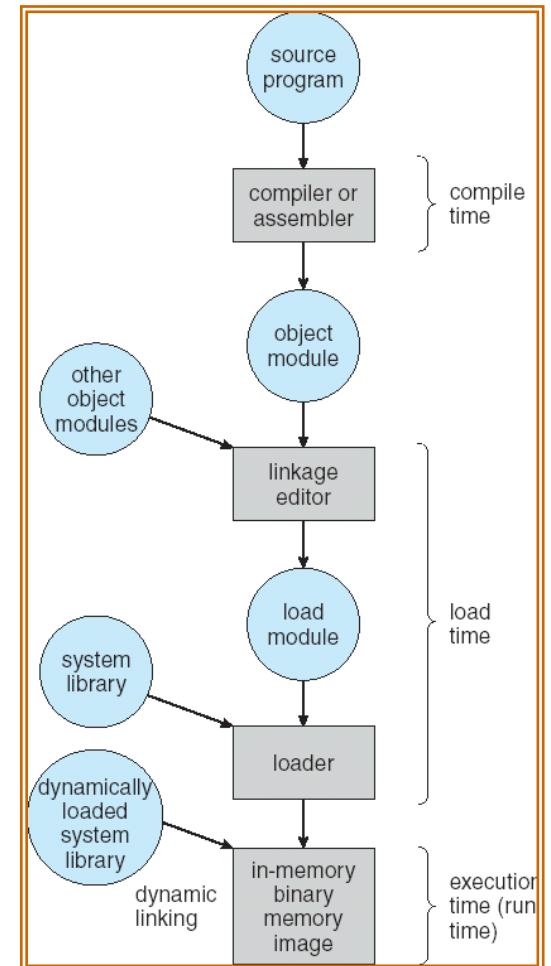 source
program
compiler or
assembler
compile
time
object
module
other
object
modules
linkage
editor
load
module
load
time
system
library
loader
dynamically
loaded
system
library
dynamic
linking
in-memory
binary
memory
image
execution
time (run
time)